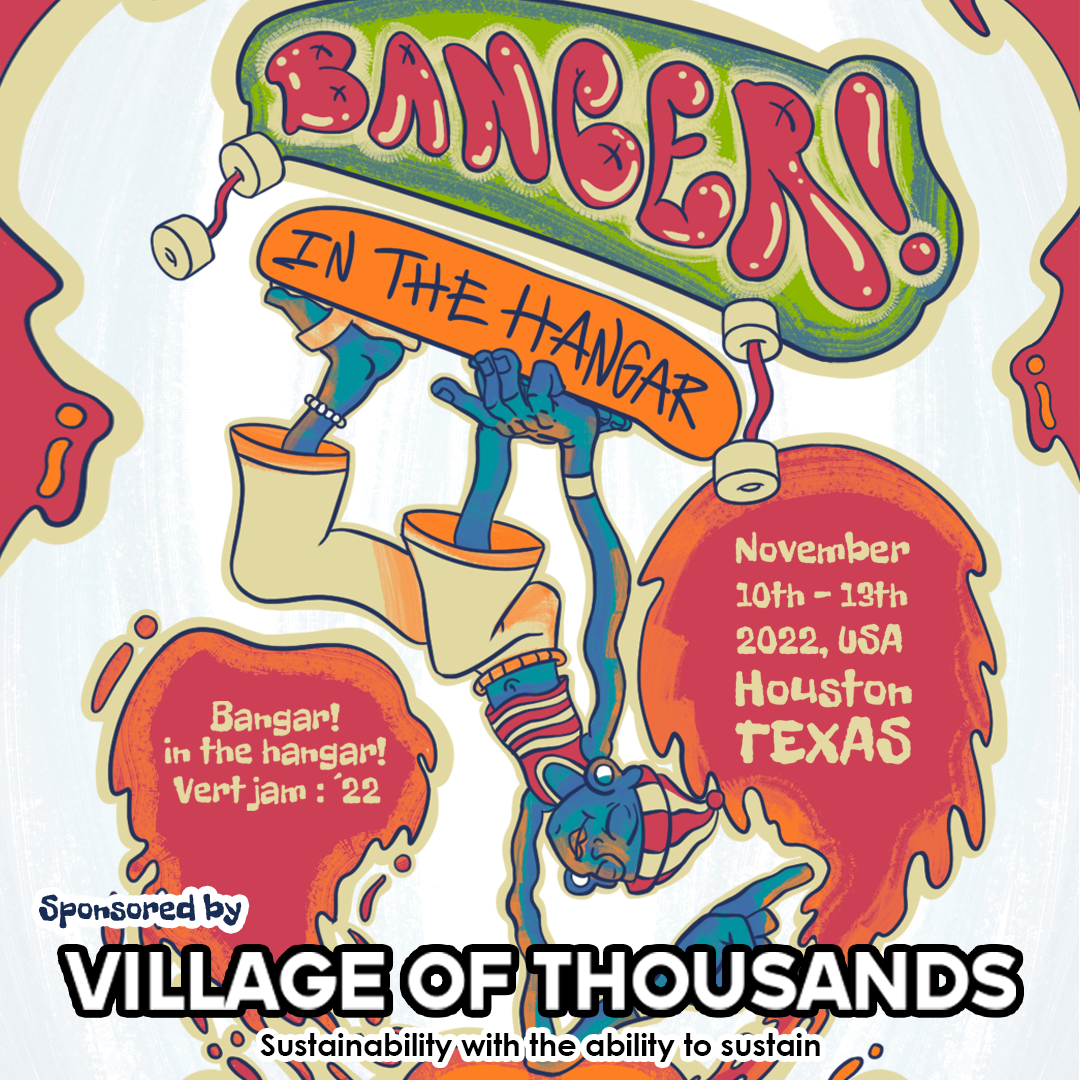 BANGER!
IN THE HANGAR
November
10th - 13th
2022, USA
Houston
TEXAS
Bangar!
in the hangar!
Vert jam : ´22
Sponsored by
VILLAGE OF THOUSANDS
Sustainability with the ability to sustain